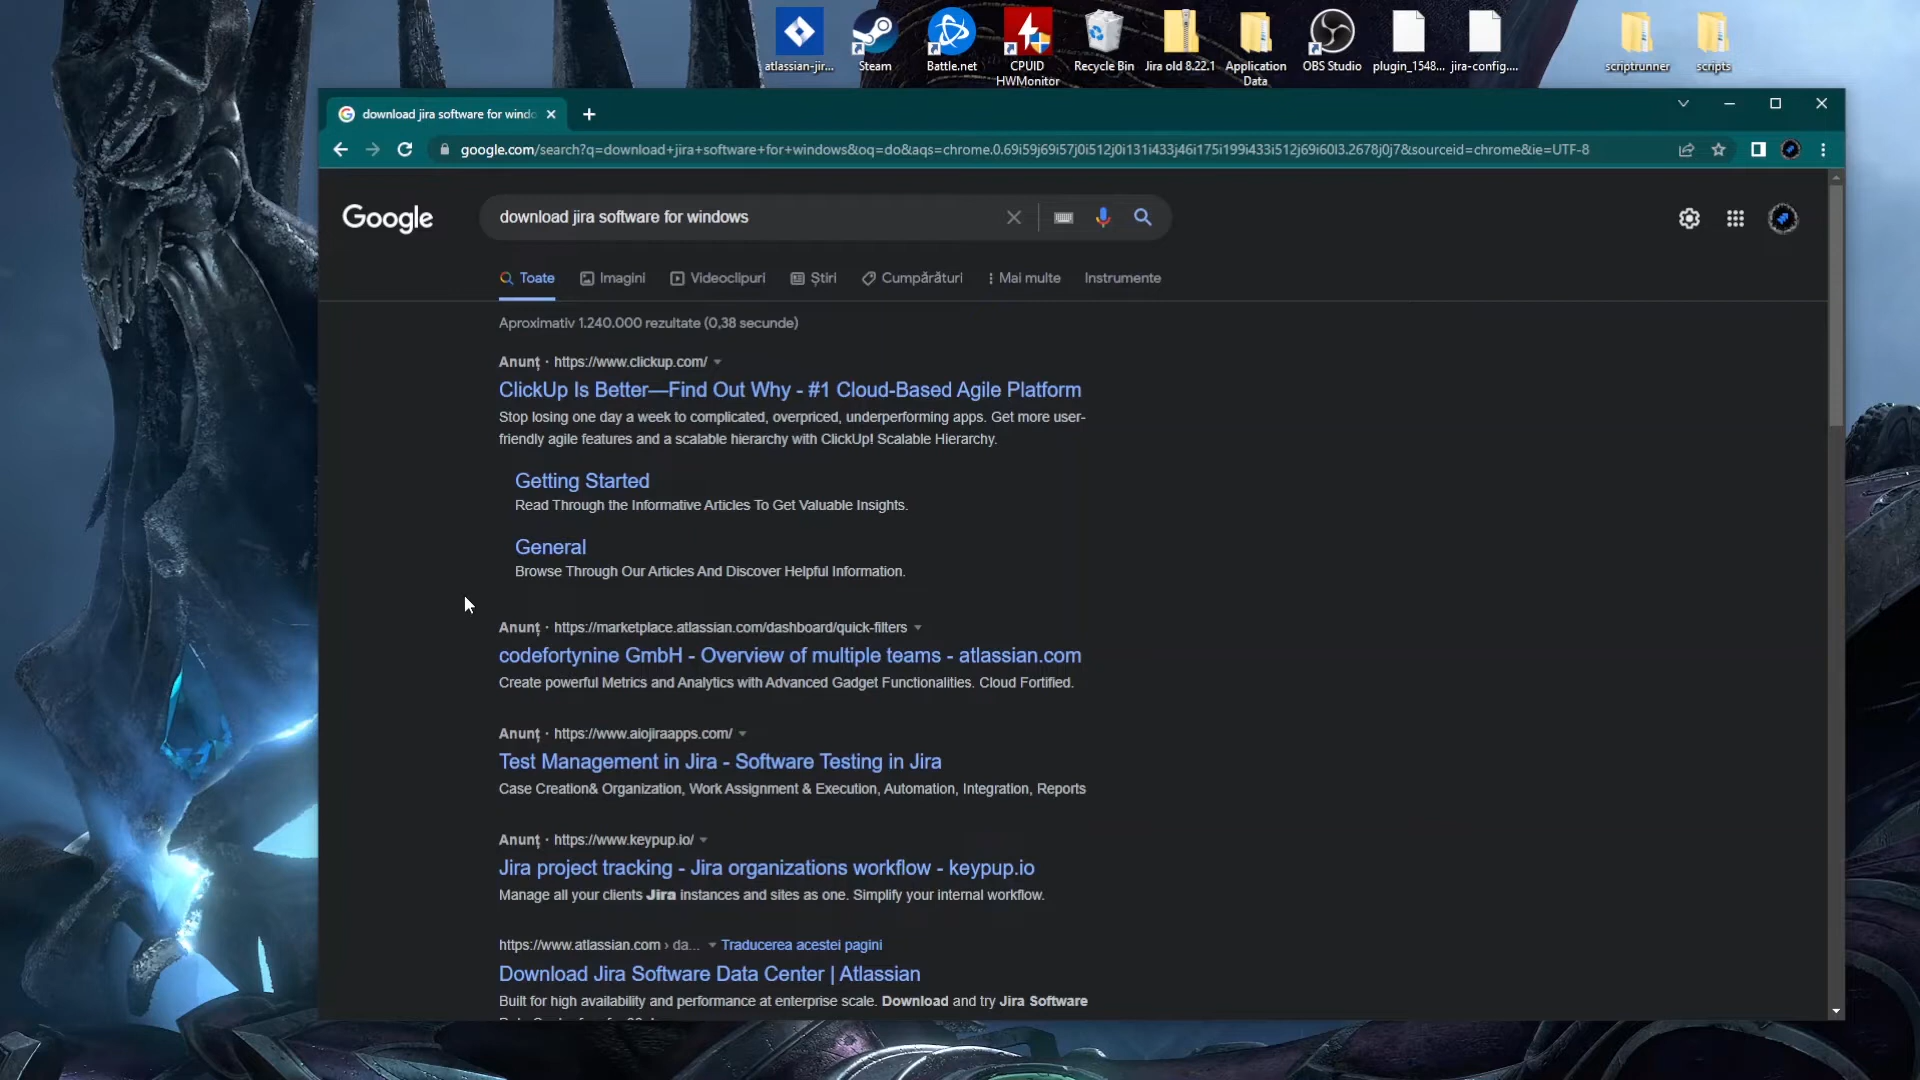 atlassian-jir...
Steam
Battle.net
CPUID
HWMonitor
Recycle Bin
Jira old 8.22.1
Application
Data
OBS Studio
plugin_1548...
jira-config....
scriptrunner
scripts
download jira software for windo
google.com/search?q=download+jira+software+for+windows&oq=do&aqs=chrome.0.69i59j69i57j0i512j0i131i433j46i175i199i433i512j69i60l3.2678j0j7&sourceid=chrome&ie=UTF-8
Google
download jira software for windows
Toate
Imagini
Videoclipuri
Știri
Cumpărături
Mai multe
Instrumente
Aproximativ 1.240.000 rezultate (0,38 secunde)
Anunț · https://www.clickup.com/
ClickUp Is Better—Find Out Why - #1 Cloud-Based Agile Platform
Stop losing one day a week to complicated, overpriced, underperforming apps. Get more user-
friendly agile features and a scalable hierarchy with ClickUp! Scalable Hierarchy.
Getting Started
Read Through the Informative Articles To Get Valuable Insights.
General
Browse Through Our Articles And Discover Helpful Information.
Anunț · https://marketplace.atlassian.com/dashboard/quick-filters
codefortynine GmbH - Overview of multiple teams - atlassian.com
Create powerful Metrics and Analytics with Advanced Gadget Functionalities. Cloud Fortified.
Anunț · https://www.aiojiraapps.com/
Test Management in Jira - Software Testing in Jira
Case Creation& Organization, Work Assignment & Execution, Automation, Integration, Reports
Anunț · https://www.keypup.io/
Jira project tracking - Jira organizations workflow - keypup.io
Manage all your clients Jira instances and sites as one. Simplify your internal workflow.
https://www.atlassian.com › da... Traducerea acestei pagini
Download Jira Software Data Center | Atlassian
Built for high availability and performance at enterprise scale. Download and try Jira Software